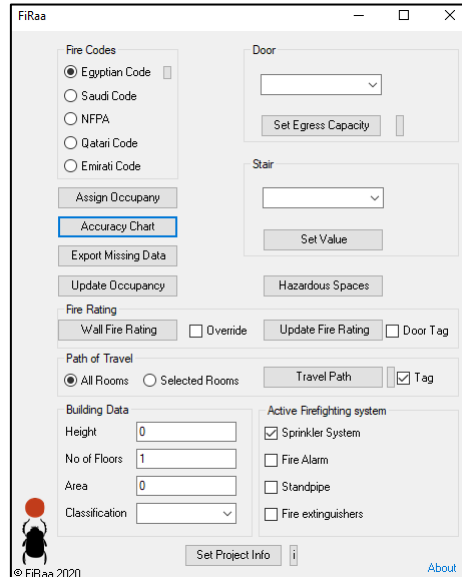 FiRaa
Fire Codes
Egyptian Code
Saudi Code
NFPA
Qatari Code
Emirati Code
Door
Set Egress Capacity
Stair
Set Value
Assign Occupany
Accuracy Chart
Export Missing Data
Update Occupancy
Hazardous Spaces
Fire Rating
Wall Fire Rating
Override
Update Fire Rating
Door Tag
Path of Travel
All Rooms
Selected Rooms
Travel Path
Tag
Building Data
Height 0
No of Floors 1
Area 0
Classification
Active Firefighting system
Sprinkler System
Fire Alarm
Standpipe
Fire extinguishers
Set Project Info
i
© FiRaa 2020
About